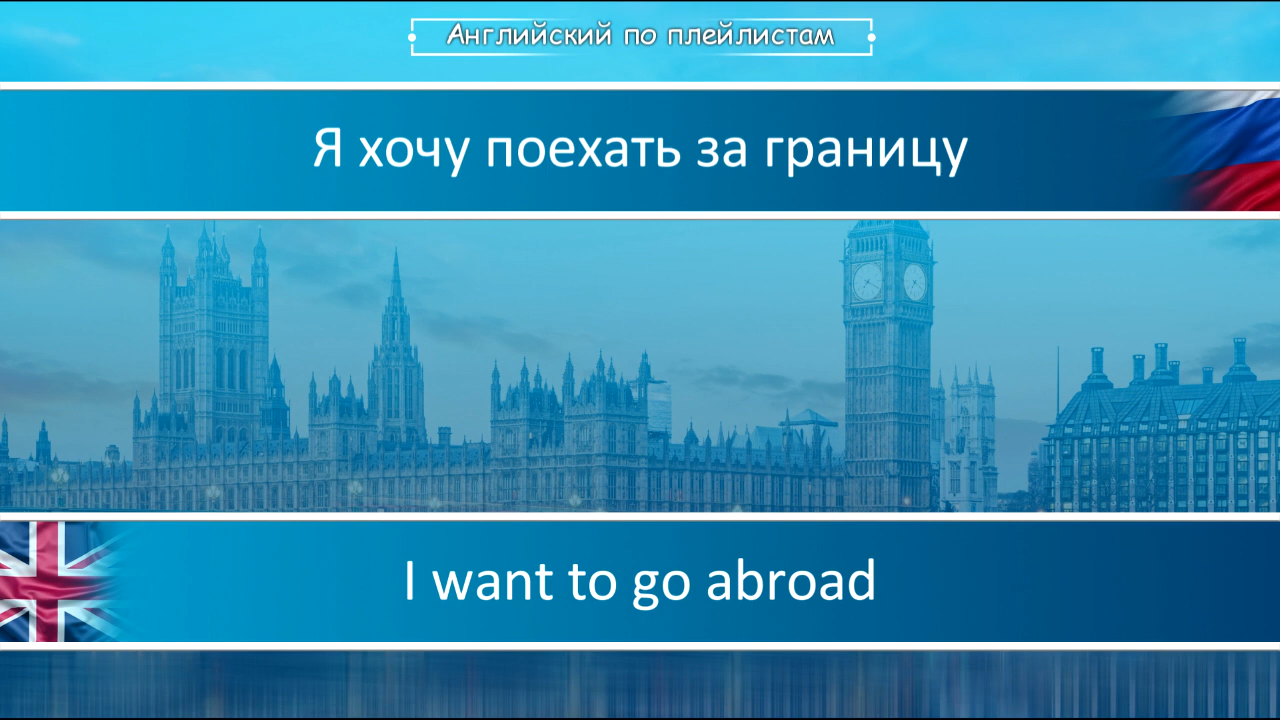 Английский по плейлистам
Я хочу поехать за границу
I want to go abroad